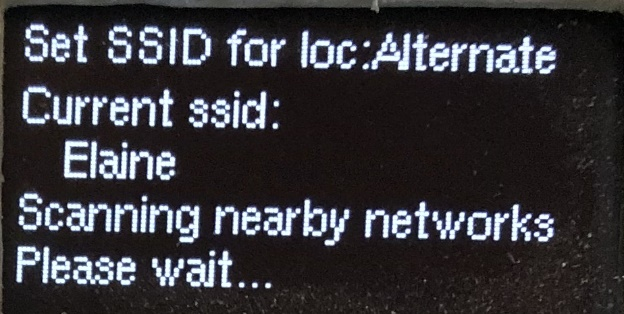 Set SSID for loc:Alternate
Current ssid:
Elaine
Scanning nearby networks
Please wait...